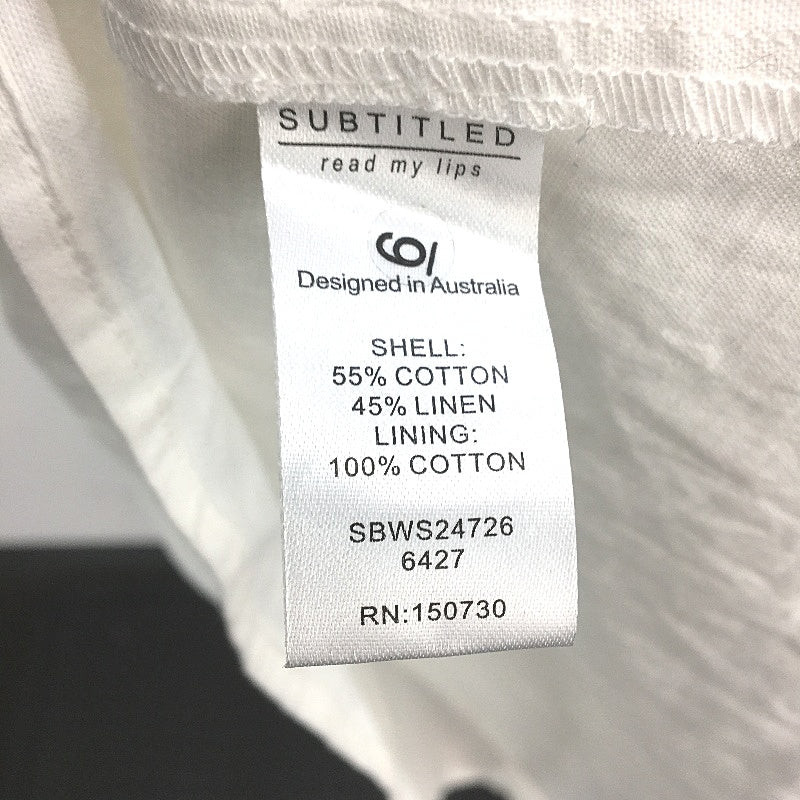 SUBTITLED
read my lips
Designed in Australia
SHELL:
55% COTTON
45% LINEN
LINING:
100% COTTON
SBWS24726
6427
RN:150730